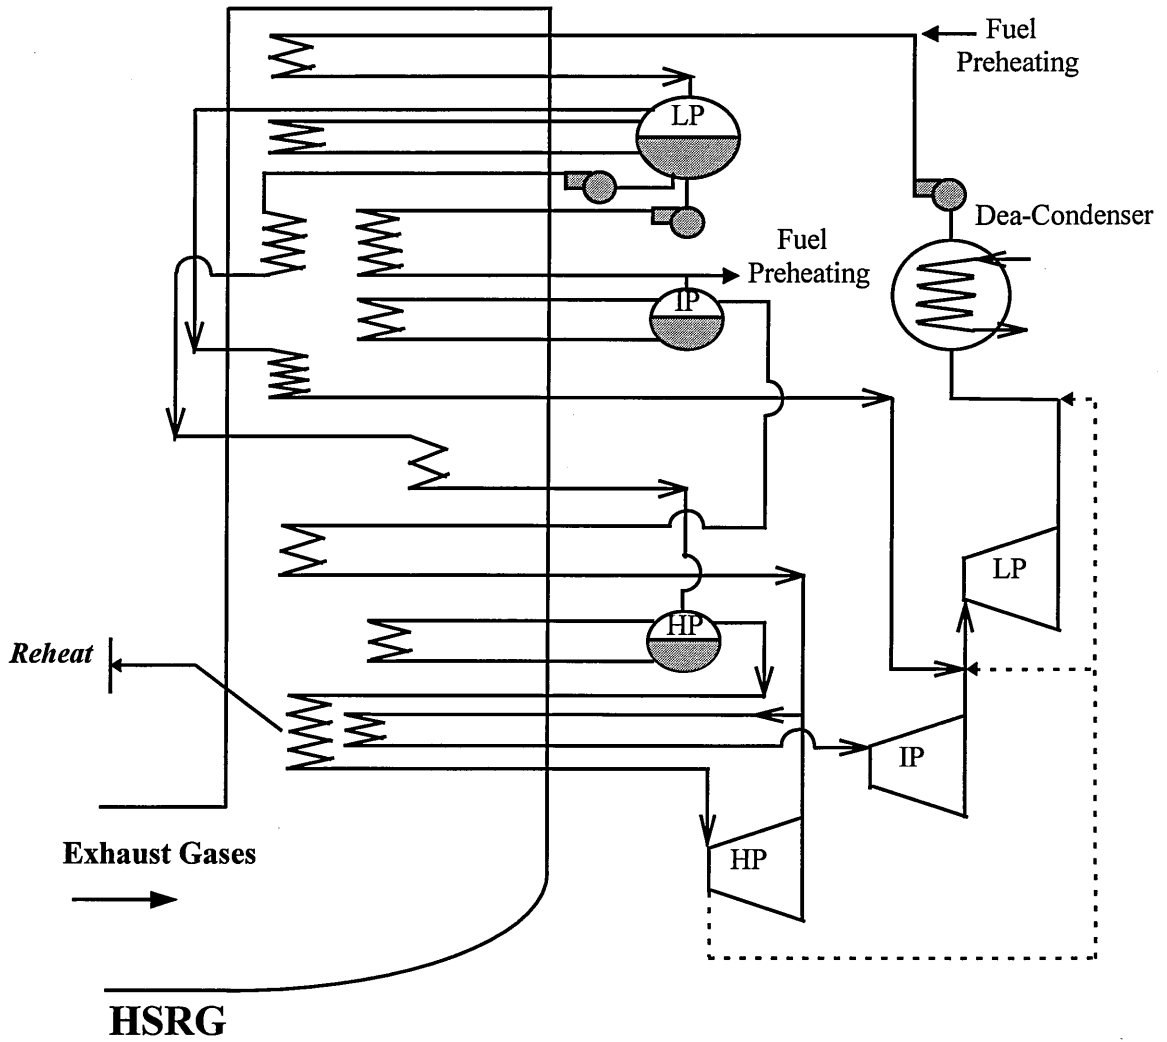 Fuel
Preheating
LP
Dea-Condenser
Fuel
Preheating
IP
LP
HP
Reheat
IP
HP
Exhaust Gases
HSRG